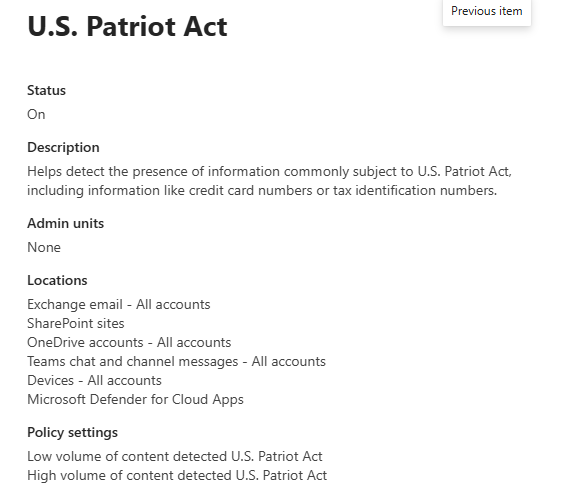 U.S. Patriot Act
Previous item
Status
On
Description
Helps detect the presence of information commonly subject to U.S. Patriot Act,
including information like credit card numbers or tax identification numbers.
Admin units
None
Locations
Exchange email - All accounts
SharePoint sites
OneDrive accounts - All accounts
Teams chat and channel messages - All accounts
Devices - All accounts
Microsoft Defender for Cloud Apps
Policy settings
Low volume of content detected U.S. Patriot Act
High volume of content detected U.S. Patriot Act